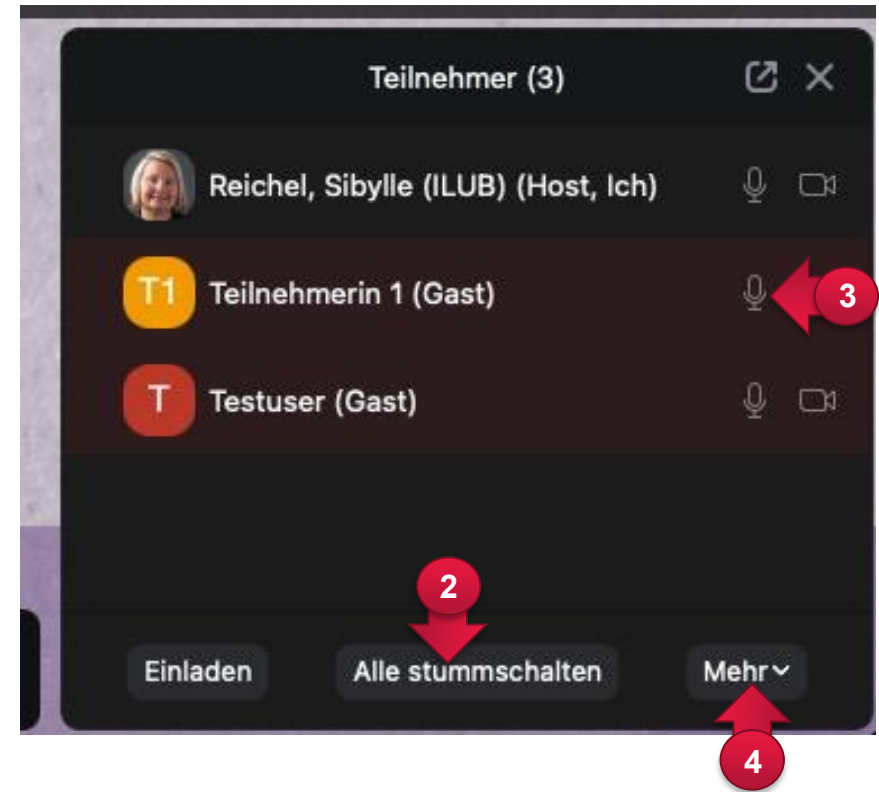 Teilnehmer (3)
Reichel, Sibylle (ILUB) (Host, Ich)
T1 Teilnehmerin 1 (Gast)
3
T Testuser (Gast)
2
Einladen Alle stummschalten Mehr
4